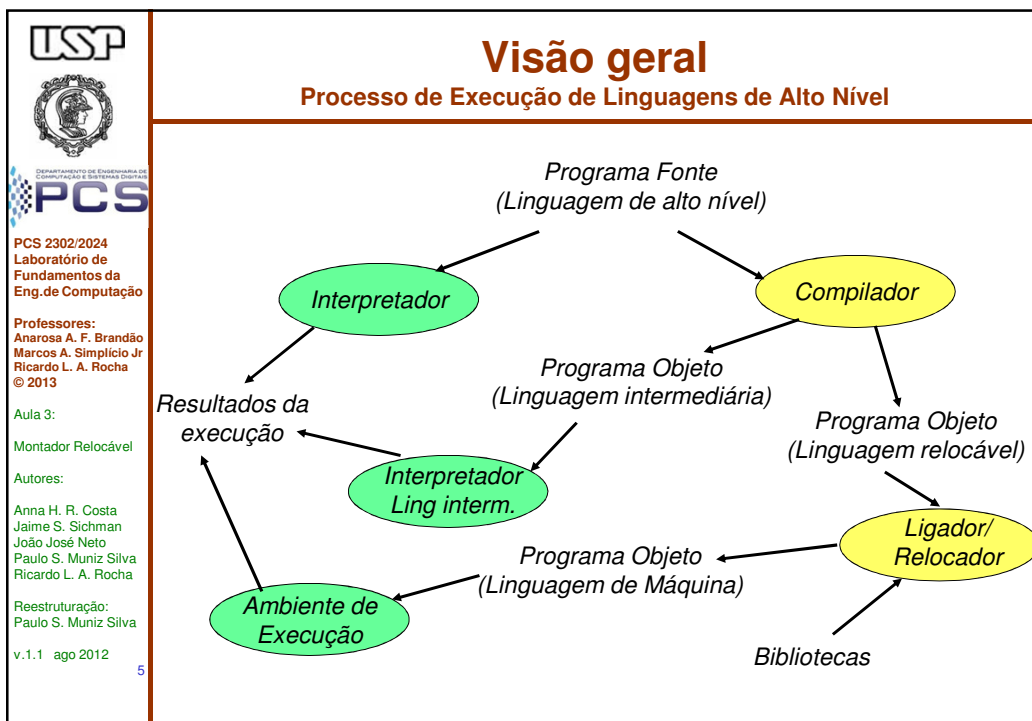 USP
DEPARTAMENTO DE ENGENHARIA DE
COMPUTAÇÃO E SISTEMAS DIGITAIS
PCS
PCS 2302/2024
Laboratório de
Fundamentos da
Eng.de Computação
Professores:
Anarosa A. F. Brandão
Marcos A. Simplício Jr
Ricardo L. A. Rocha
© 2013
Aula 3:
Montador Relocável
Autores:
Anna H. R. Costa
Jaime S. Sichman
João José Neto
Paulo S. Muniz Silva
Ricardo L. A. Rocha
Reestruturação:
Paulo S. Muniz Silva
v.1.1 ago 2012
5
Visão geral
Processo de Execução de Linguagens de Alto Nível
Programa Fonte
(Linguagem de alto nível)
Interpretador
Compilador
Programa Objeto
(Linguagem intermediária)
Resultados da
execução
Programa Objeto
(Linguagem relocável)
Interpretador
Ling interm.
Ligador/
Relocador
Programa Objeto
(Linguagem de Máquina)
Ambiente de
Execução
Bibliotecas